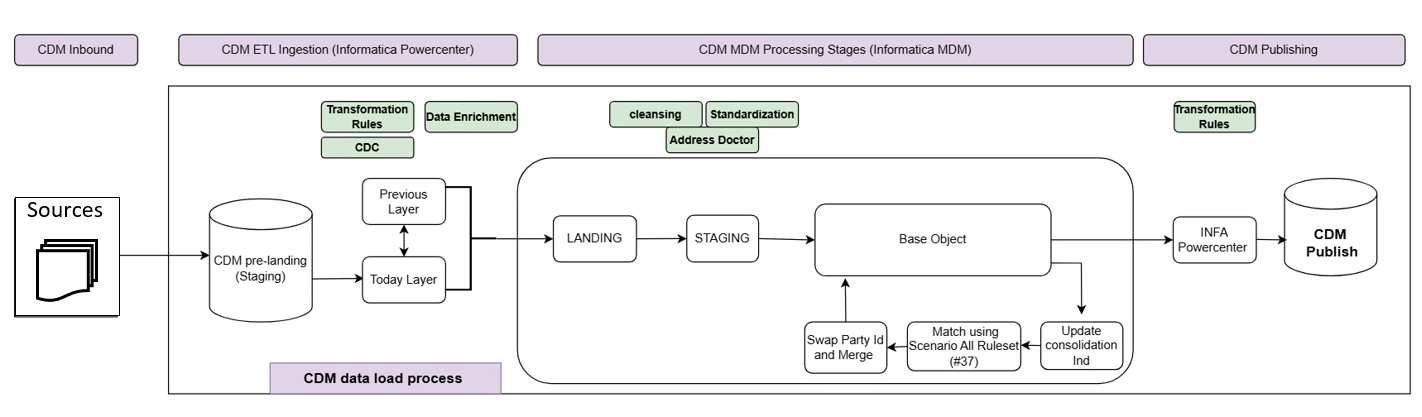 CDM Inbound
CDM ETL Ingestion (Informatica Powercenter)
CDM MDM Processing Stages (Informatica MDM)
CDM Publishing
Transformation
Rules
Data Enrichment
CDC
cleansing
Standardization
Address Doctor
Transformation
Rules
Sources
CDM pre-landing
(Staging)
Previous
Layer
Today Layer
LANDING
STAGING
Base Object
INFA
Powercenter
CDM
Publish
Swap Party Id
and Merge
Match using
Scenario All Ruleset
(#37)
Update
consolidation
Ind
CDM data load process